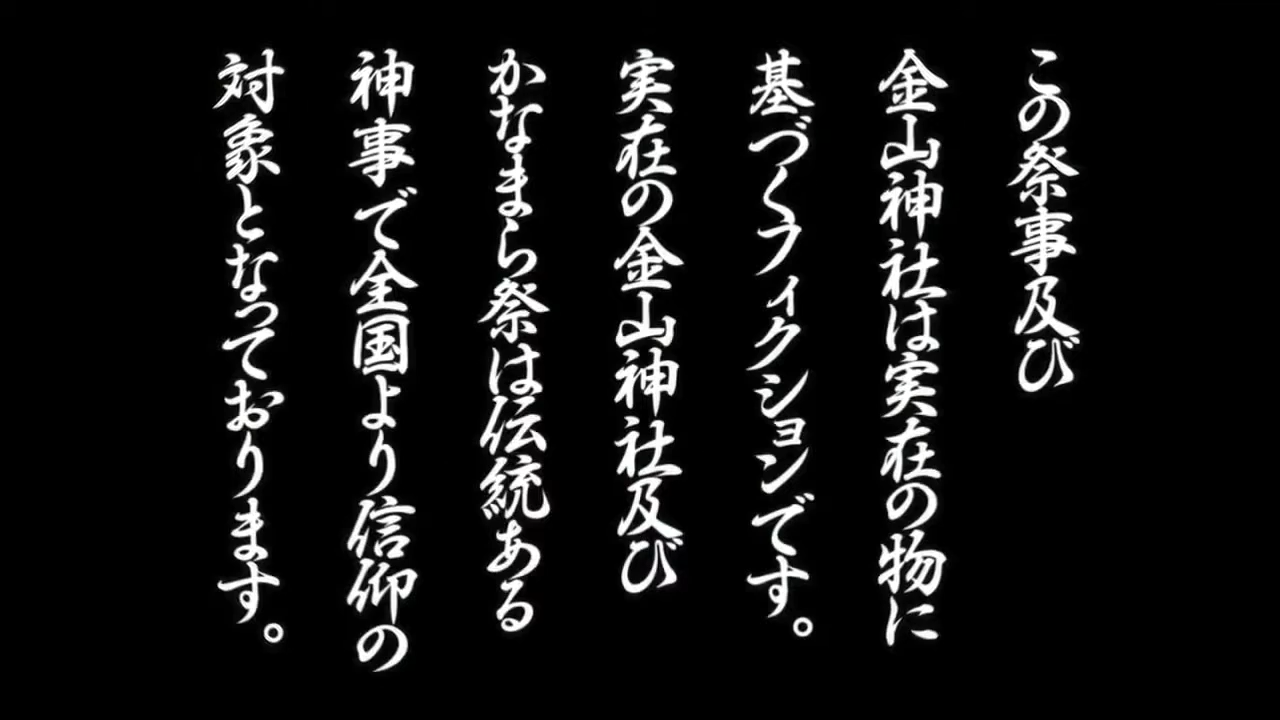 この祭事及び
金山神社は実在の物に
基づくフィクションです。
実在の金山神社及び
かなまら祭は伝統ある
神事で全国より信仰の
対象となっております。